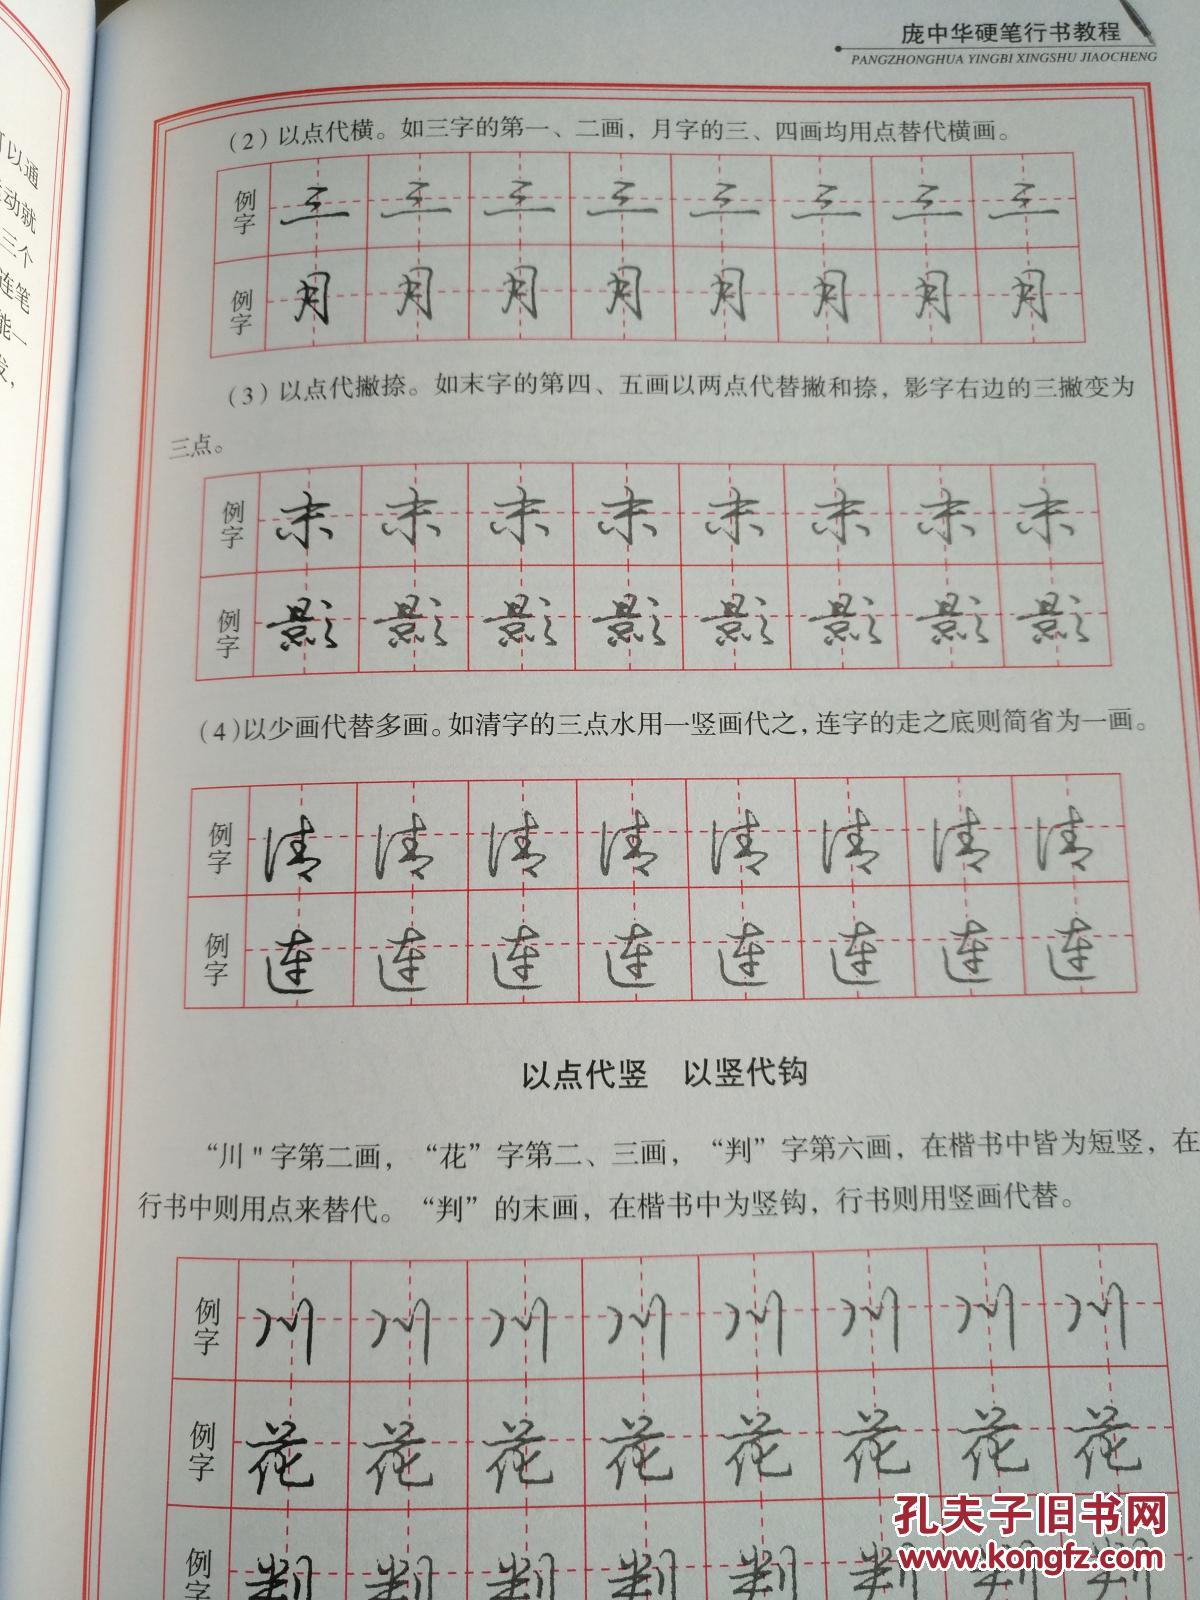 庞中华硬笔行书教程
PANGZHONGHUA YINGBI XINGSHU JIAOCHENG
可以通
动就
三个
连笔
能一
发，
（2）以点代横。如三字的第一、二画，月字的三、四画均用点替代横画。
例字 三 三 三 三 三 三 三 三
例字 月 月 月 月 月 月 月 月
（3）以点代撇捺。如末字的第四、五画以两点代替撇和捺，影字右边的三撇变为
三点。
例字 末 末 末 末 末 末 末 末
例字 影 影 影 影 影 影 影 影
（4）以少画代替多画。如清字的三点水用一竖画代之，连字的走之底则简省为一画。
例字 清 清 清 清 清 清 清 清
例字 连 连 连 连 连 连 连 连
以点代竖　以竖代钩
“川"字第二画，“花”字第二、三画，“判”字第六画，在楷书中皆为短竖，在
行书中则用点来替代。“判”的末画，在楷书中为竖钩，行书则用竖画代替。
例字 川 川 川 川 川 川 川 川
例字 花 花 花 花 花 花 花 花
例字 判 判 判 判 判 判 判 判
孔夫子旧书网
www.kongfz.com